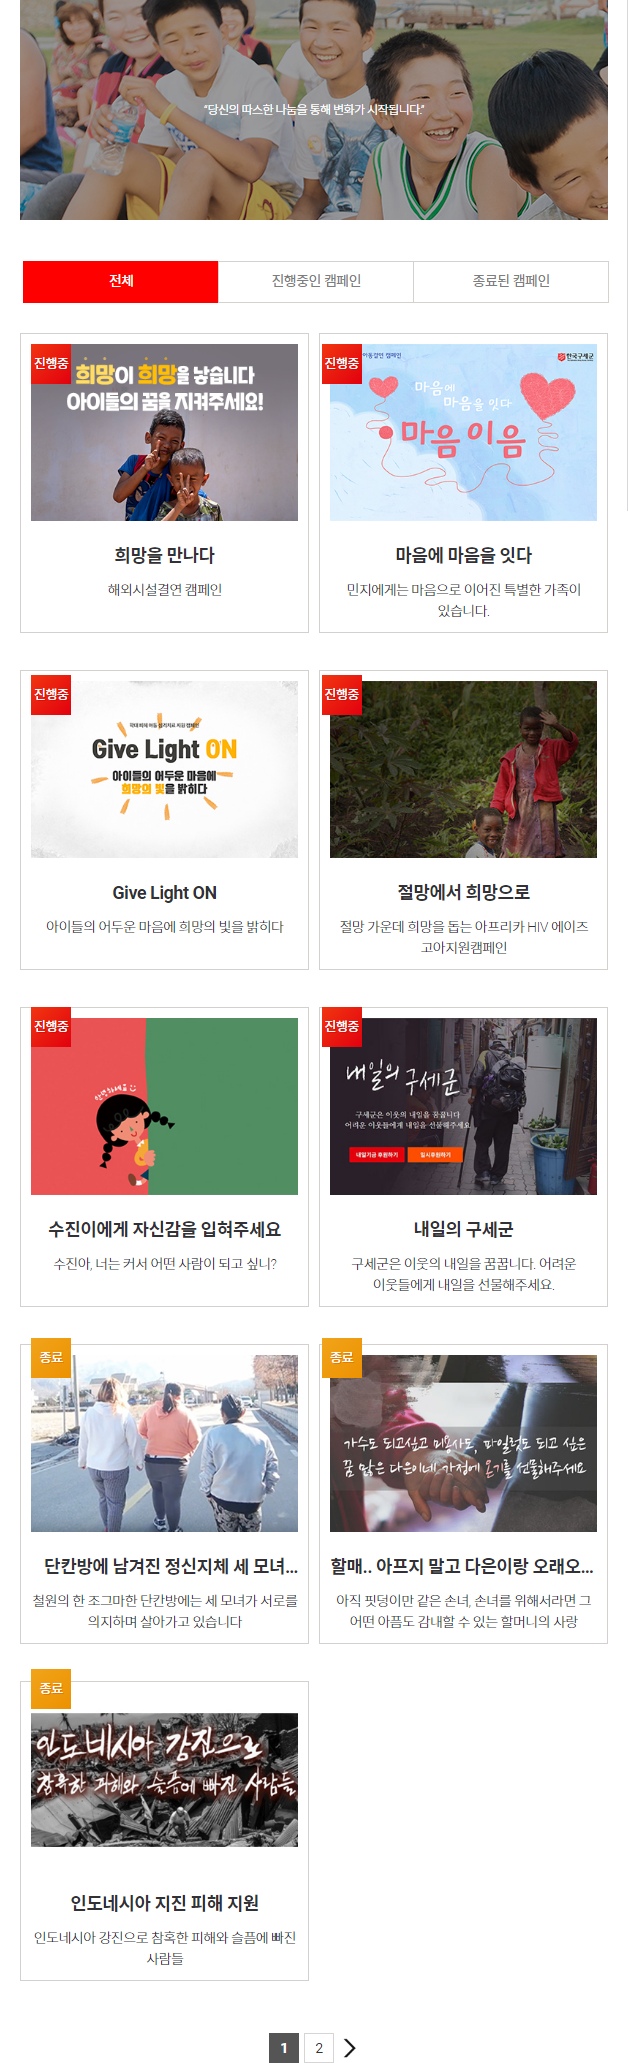 "당신의 따스한 나눔을 통해 변화가 시작됩니다."
전체
진행중인 캠페인
종료된 캠페인
진행중
희망이 희망을 낳습니다
아이들의 꿈을 지켜주세요!
희망을 만나다
해외시설결연 캠페인
진행중
아동결연 캠페인
한국구세군
마음에
마음을 잇다
마음 이음
마음에 마음을 잇다
민지에게는 마음으로 이어진 특별한 가족이
있습니다.
진행중
학대피해 아동 심리치료 지원 캠페인
Give Light ON
아이들의 어두운 마음에
희망의 빛을 밝히다
Give Light ON
아이들의 어두운 마음에 희망의 빛을 밝히다
진행중
절망에서 희망으로
절망 가운데 희망을 돕는 아프리카 HIV 에이즈
고아지원캠페인
진행중
안녕하세요
수진이에게 자신감을 입혀주세요
수진아, 너는 커서 어떤 사람이 되고 싶니?
진행중
내일의 구세군
구세군은 이웃의 내일을 꿈꿉니다
어려운 이웃들에게 내일을 선물해주세요
내일기금 후원하기
일시후원하기
내일의 구세군
구세군은 이웃의 내일을 꿈꿉니다. 어려운
이웃들에게 내일을 선물해주세요.
종료
단칸방에 남겨진 정신지체 세 모녀...
철원의 한 조그마한 단칸방에는 세 모녀가 서로를
의지하며 살아가고 있습니다
종료
가수도 되고싶고 미용사도, 파일럿도 되고 싶은
꿈 많은 다은이네 가정에 온기를 선물해주세요
할매.. 아프지 말고 다은이랑 오래오...
아직 핏덩이만 같은 손녀, 손녀를 위해서라면 그
어떤 아픔도 감내할 수 있는 할머니의 사랑
종료
인도네시아 강진으로
참혹한 피해와 슬픔에 빠진 사람들
인도네시아 지진 피해 지원
인도네시아 강진으로 참혹한 피해와 슬픔에 빠진
사람들
1
2